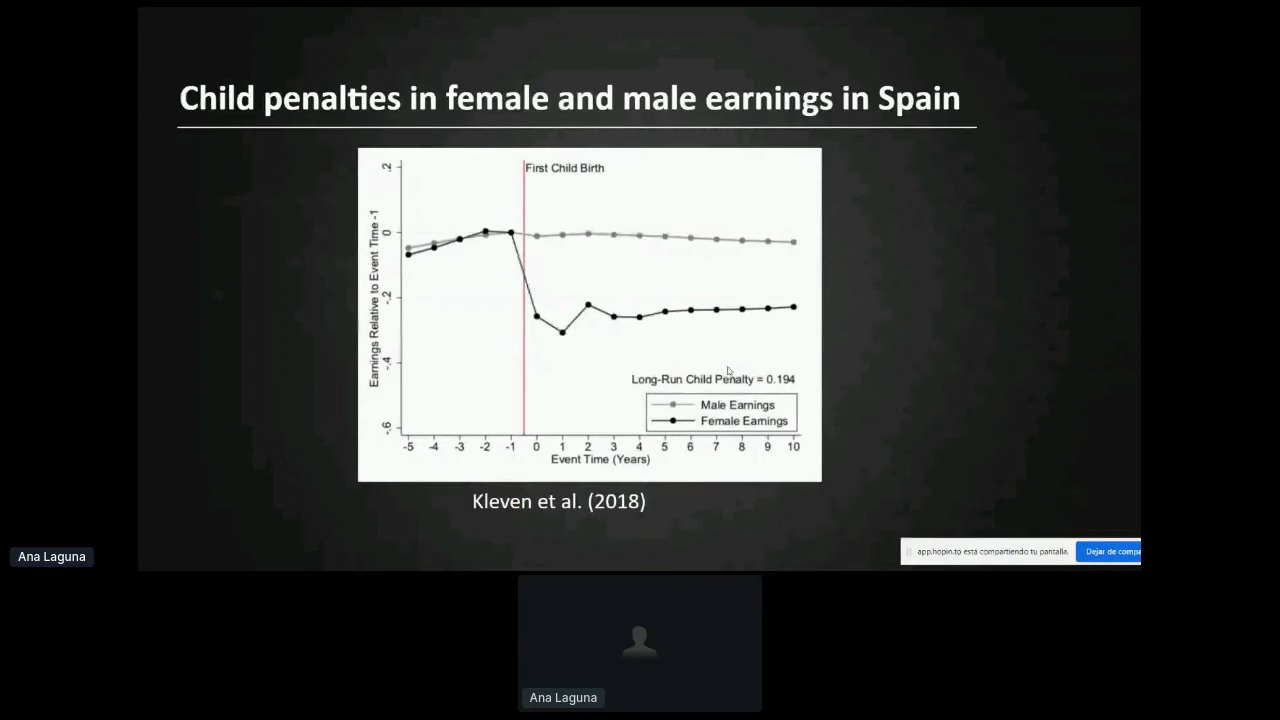 Child penalties in female and male earnings in Spain
First Child Birth
Earnings Relative to Event Time -1
.2
0
-.2
-.4
-.6
Long-Run Child Penalty = 0.194
Male Earnings
Female Earnings
-5 -4 -3 -2 -1 0 1 2 3 4 5 6 7 8 9 10
Event Time (Years)
Kleven et al. (2018)
app.hopin.to está compartiendo tu pantalla.
Dejar de compa
Ana Laguna
Ana Laguna